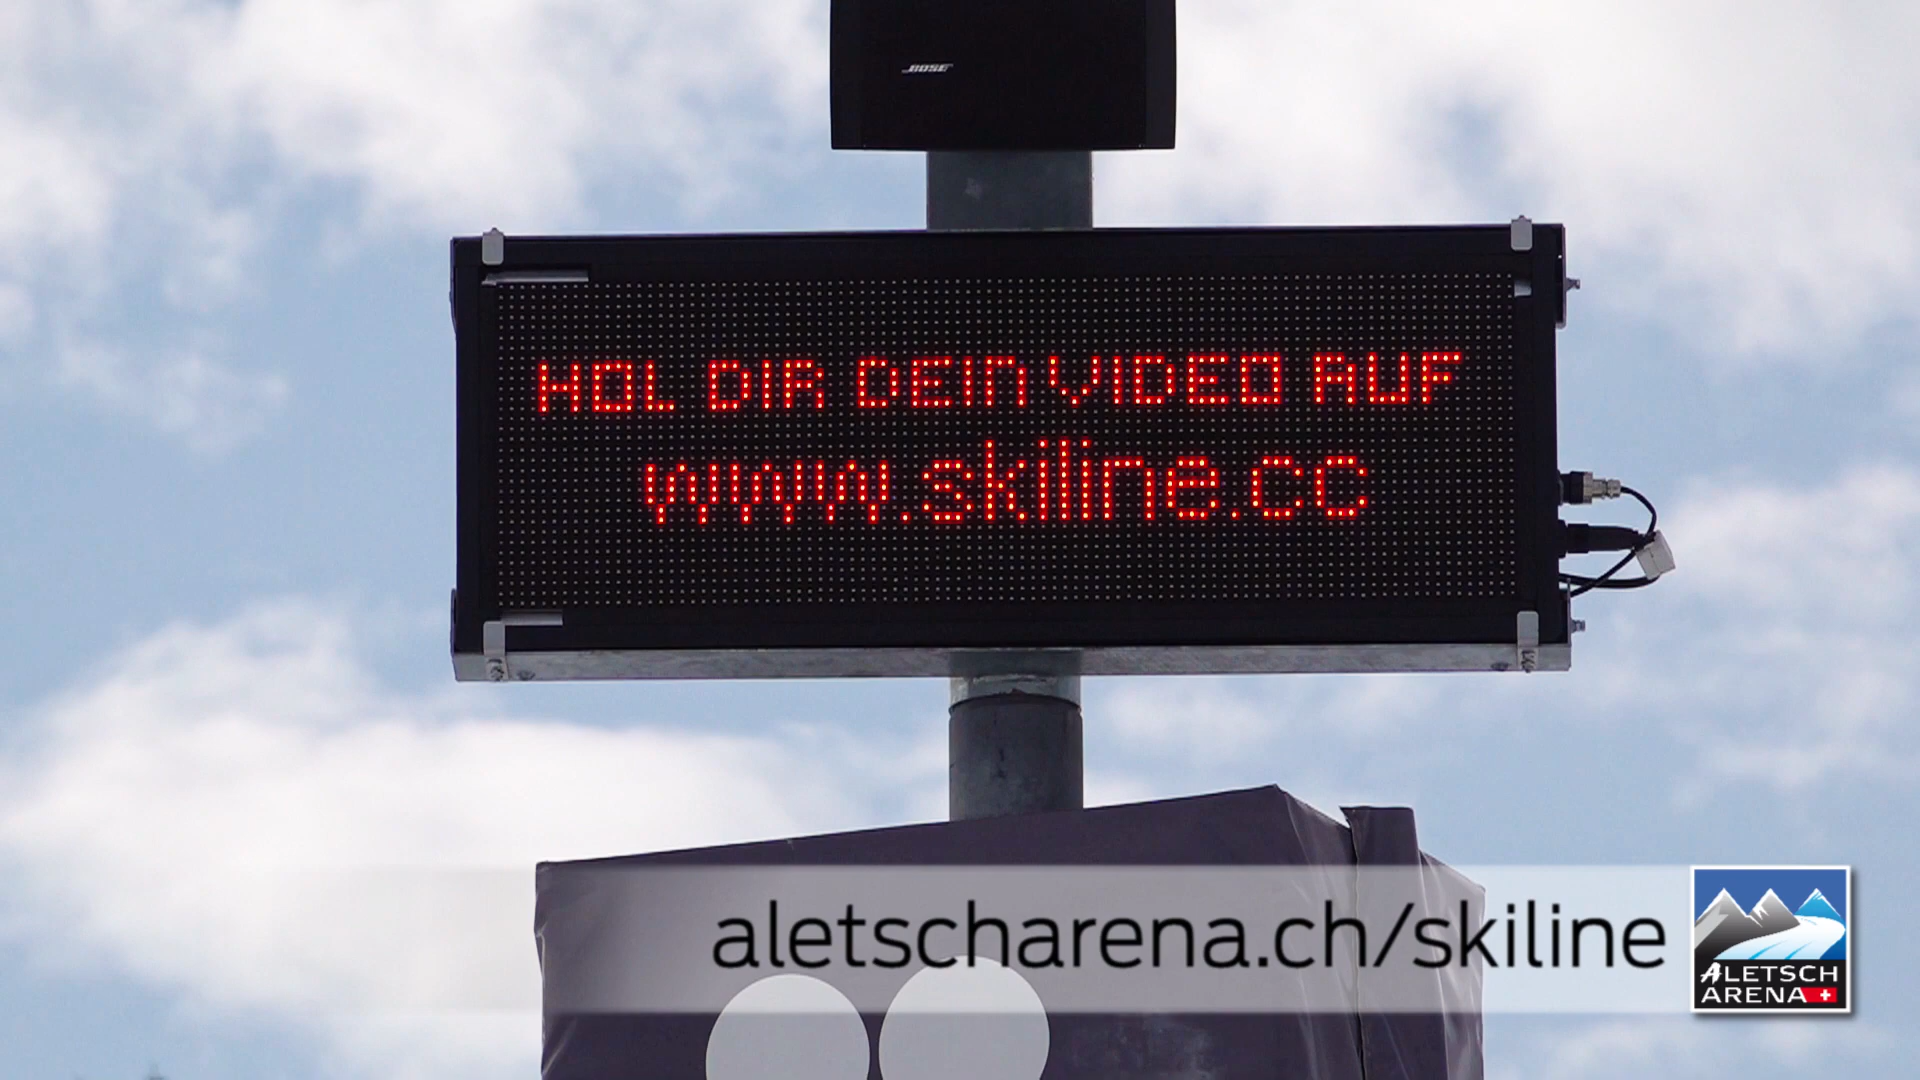 BOSE
HOL DIR DEIN VIDEO AUF
www.skiline.cc
aletscharena.ch/skiline
ALETSCH
ARENA